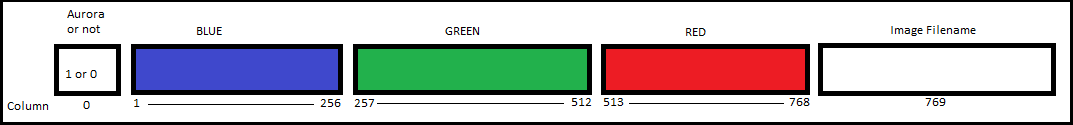 Aurora
or not
BLUE
GREEN
RED
Image Filename
1 or 0
Column 0 1 256 257 512 513 768 769